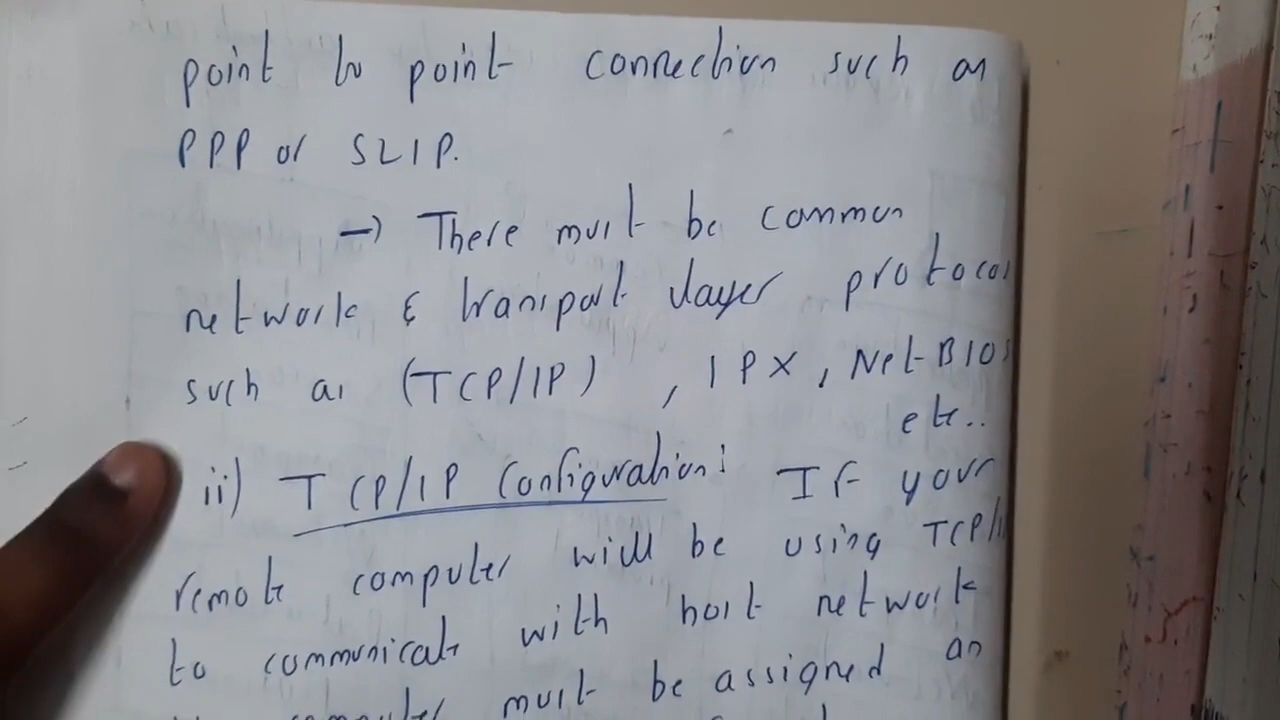 point to point connection such as
PPP or SLIP.
→ There must be common
network & transport layer protocol
such as (TCP/IP) , IPX, NetBIOS
etc..
ii) TCP/IP Configuration: If your
remote computer will be using TCP/IP
to communicate with host network
computer must be assigned an